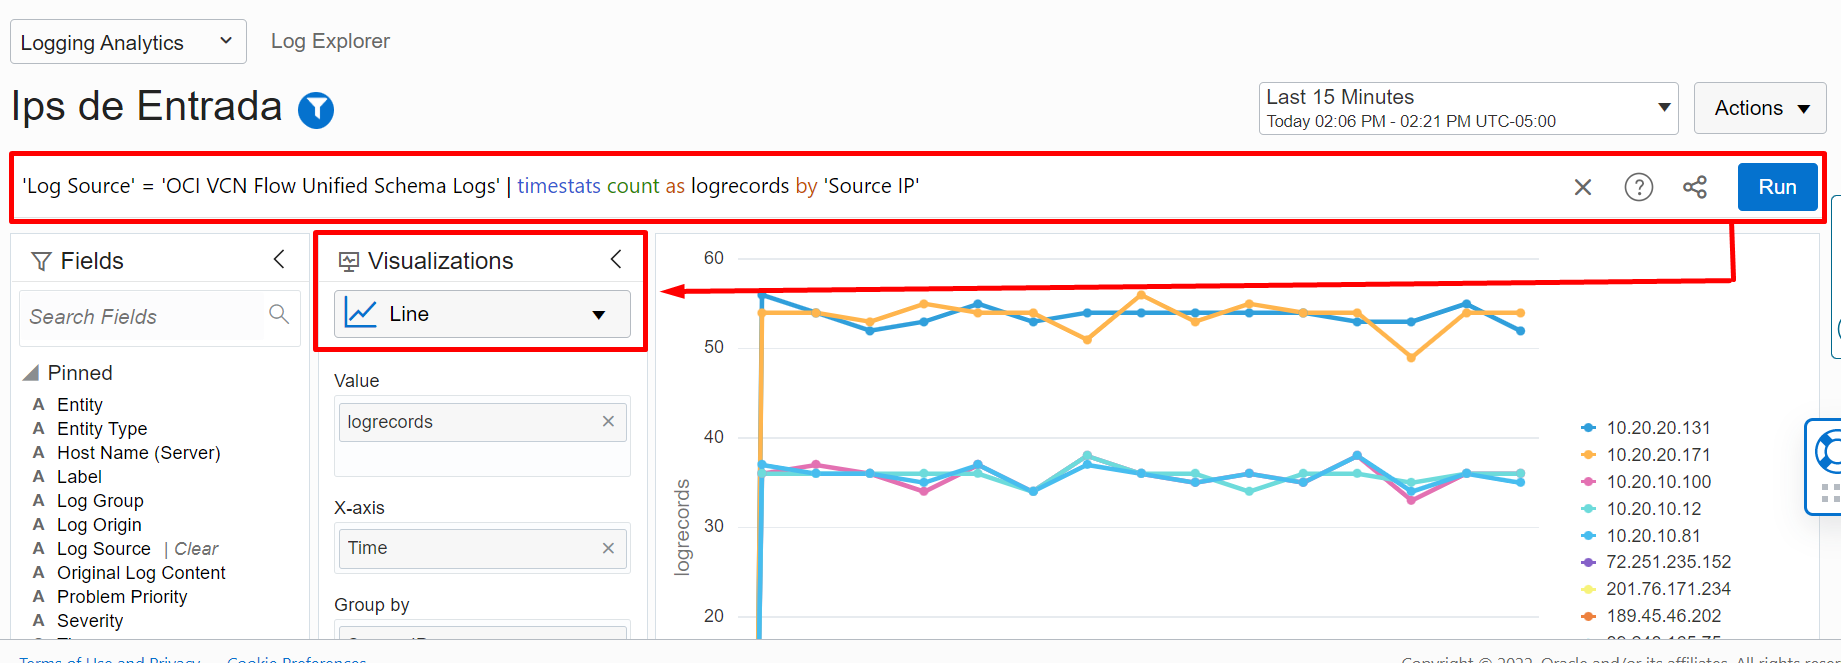 Logging Analytics
Log Explorer
Ips de Entrada
Last 15 Minutes
Today 02:06 PM - 02:21 PM UTC-05:00
Actions
'Log Source' = 'OCI VCN Flow Unified Schema Logs' | timestats count as logrecords by 'Source IP'
?
Run
Fields
Search Fields
Pinned
A Entity
A Entity Type
A Host Name (Server)
A Label
A Log Group
A Log Origin
A Log Source | Clear
A Original Log Content
A Problem Priority
A Severity
Visualizations
Line
Value
logrecords
X-axis
Time
Group by
60
50
40
30
20
logrecords
10.20.20.131
10.20.20.171
10.20.10.100
10.20.10.12
10.20.10.81
72.251.235.152
201.76.171.234
189.45.46.202
Terms of Use and Privacy
Cookie Preferences
Oracle and/or its affiliates. All rights